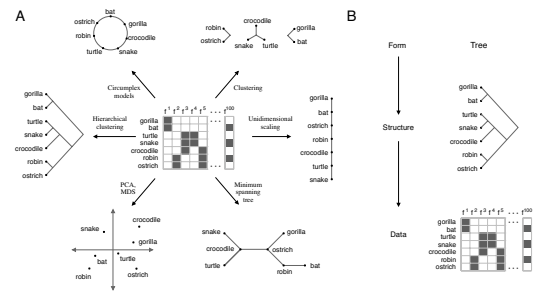 A
bat
ostrich
gorilla
robin
crocodile
turtle
snake
Circumplex
models
robin
ostrich
crocodile
snake
turtle
gorilla
bat
Clustering
gorilla
bat
turtle
snake
crocodile
robin
ostrich
Hierarchical
clustering
f1 f2 f3 f4 f5 ... f100
gorilla
bat
turtle
snake
crocodile
robin
ostrich
... 
Unidimensional
scaling
gorilla
bat
ostrich
robin
crocodile
turtle
snake
PCA,
MDS
snake
crocodile
gorilla
bat
turtle
robin
ostrich
Minimum
spanning
tree
gorilla
crocodile
ostrich
turtle
robin
bat
B
Form
Tree
Structure
gorilla
bat
turtle
snake
crocodile
robin
ostrich
Data
f1 f2 f3 f4 f5 ... f100
gorilla
bat
turtle
snake
crocodile
robin
ostrich
...